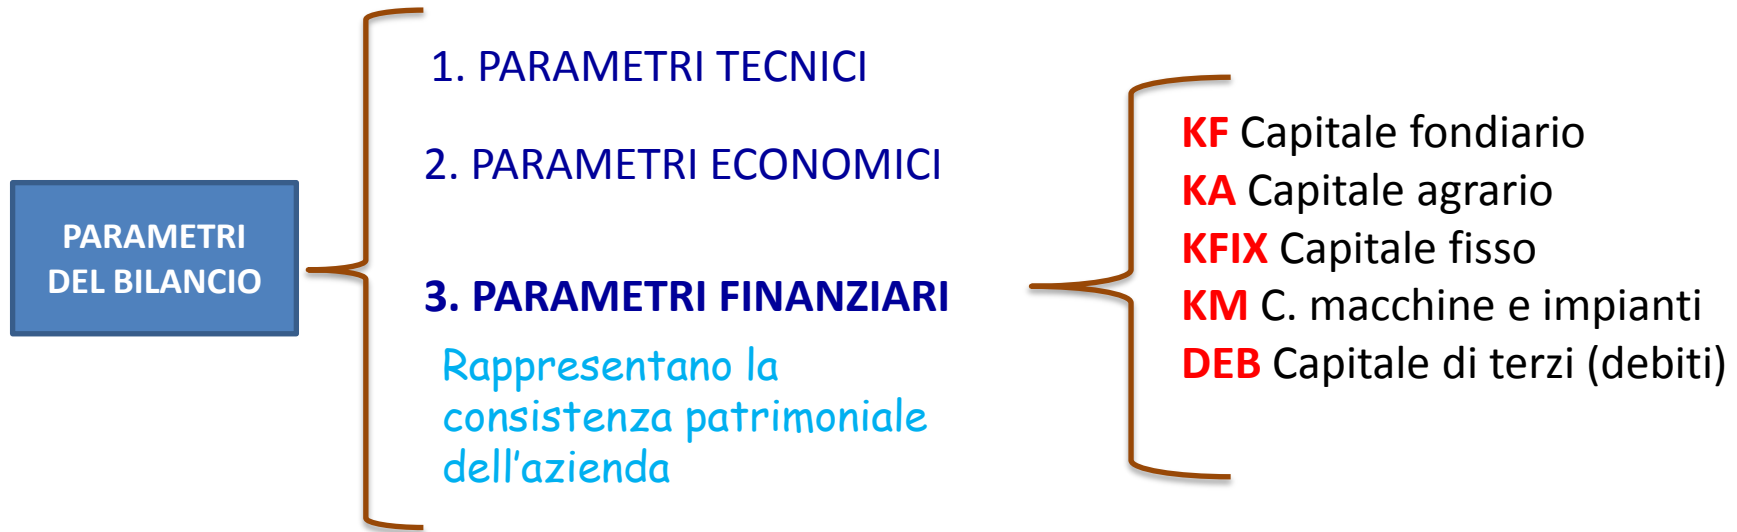 PARAMETRI
DEL BILANCIO
1. PARAMETRI TECNICI
2. PARAMETRI ECONOMICI
3. PARAMETRI FINANZIARI
Rappresentano la
consistenza patrimoniale
dell'azienda
KF Capitale fondiario
KA Capitale agrario
KFIX Capitale fisso
KM C. macchine e impianti
DEB Capitale di terzi (debiti)